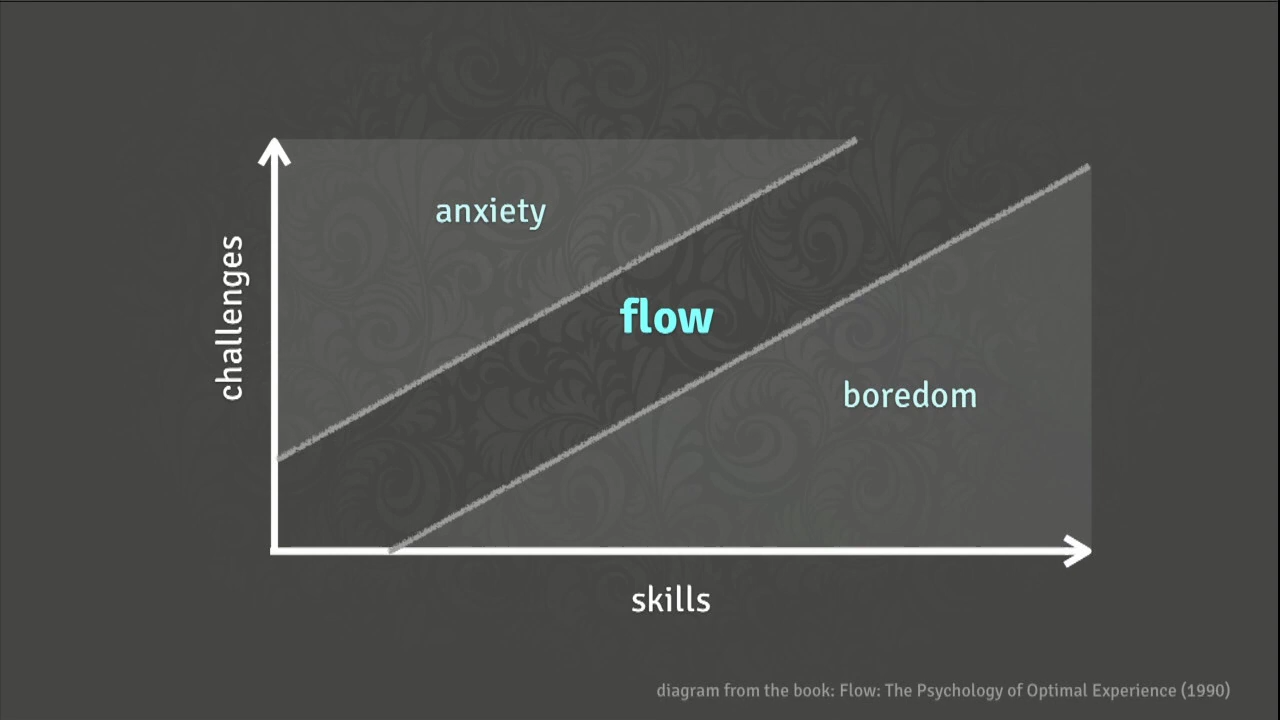 anxiety
challenges
flow
boredom
skills
diagram from the book: Flow: The Psychology of Optimal Experience (1990)